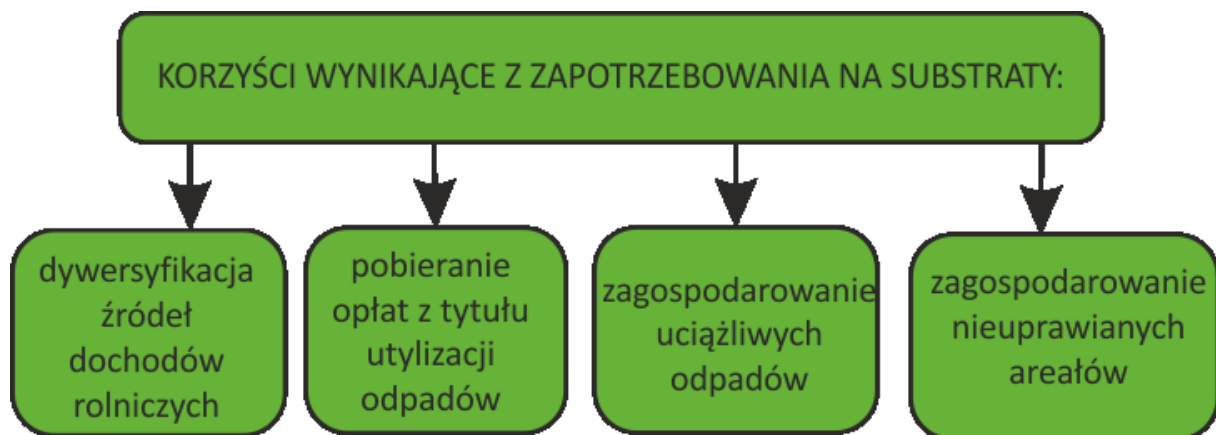 KORZYŚCI WYNIKAJĄCE Z ZAPOTRZEBOWANIA NA SUBSTRATY:
dywersyfikacja
źródeł
dochodów
rolniczych
pobieranie
opłat z tytułu
utylizacji
odpadów
zagospodarowanie
uciążliwych
odpadów
zagospodarowanie
nieuprawianych
areałów